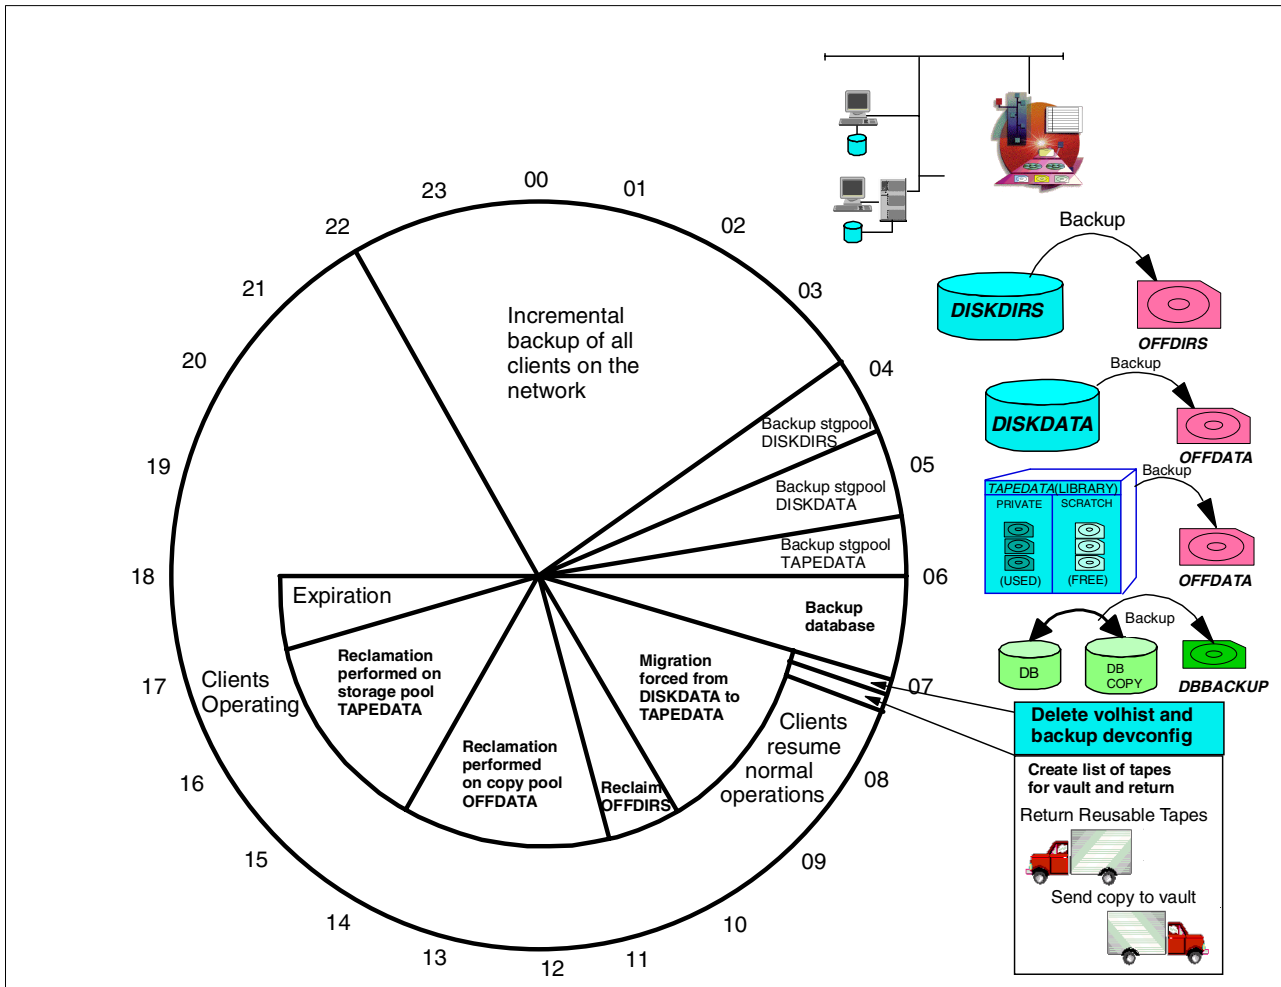 00
01
02
03
04
05
06
07
08
09
10
11
12
13
14
15
16
17
18
19
20
21
22
23
Incremental
backup of all
clients on the
network
Backup stgpool
DISKDIRS
Backup stgpool
DISKDATA
Backup stgpool
TAPEDATA
Backup
database
Migration
forced from
DISKDATA to
TAPEDATA
Clients
resume
normal
operations
Reclaim
OFFDIRS
Reclamation
performed
on copy pool
OFFDATA
Reclamation
performed on
storage pool
TAPEDATA
Expiration
Clients
Operating
Backup
DISKDIRS
OFFDIRS
Backup
DISKDATA
OFFDATA
Backup
TAPEDATA(LIBRARY)
PRIVATE
SCRATCH
(USED)
(FREE)
OFFDATA
Backup
DB
DB
COPY
DBBACKUP
Delete volhist and
backup devconfig
Create list of tapes
for vault and return
Return Reusable Tapes
Send copy to vault